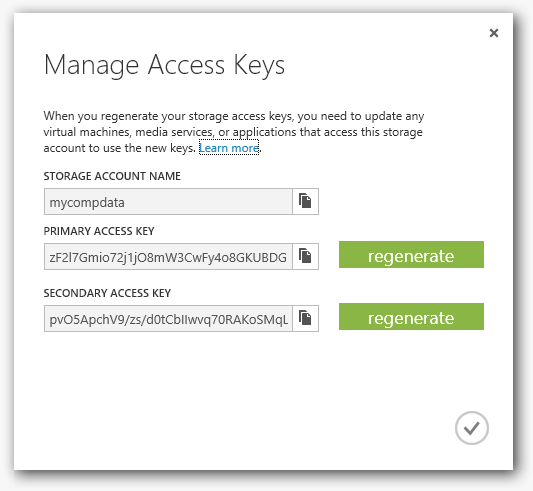 Manage Access Keys
When you regenerate your storage access keys, you need to update any
virtual machines, media services, or applications that access this storage
account to use the new keys. Learn more.
STORAGE ACCOUNT NAME
mycompdata
PRIMARY ACCESS KEY
zF2l7Gmio72j1jO8mW3CwFy4o8GKUBDG
regenerate
SECONDARY ACCESS KEY
pvO5ApchV9/zs/d0tCbIIwvq70RAKoSMqL
regenerate